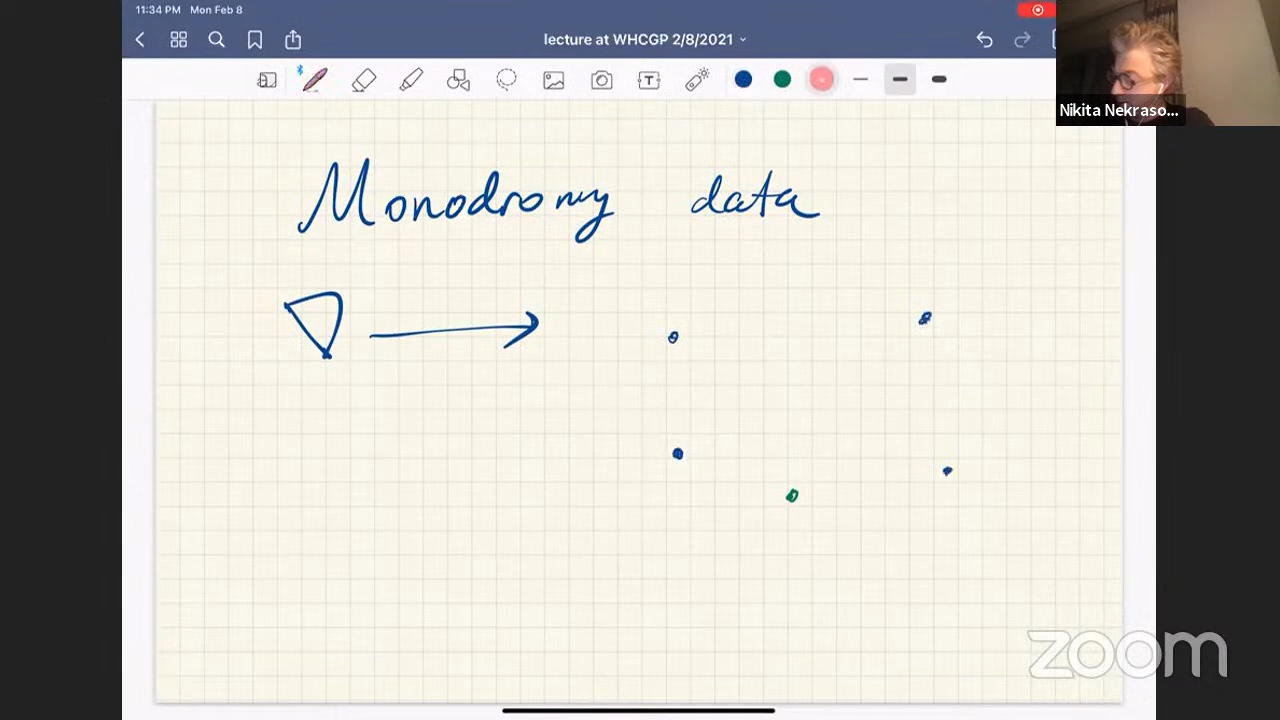 11:34 PM Mon Feb 8
lecture at WHCGP 2/8/2021
Nikita Nekraso...
Monodromy data
∇ →
zoom